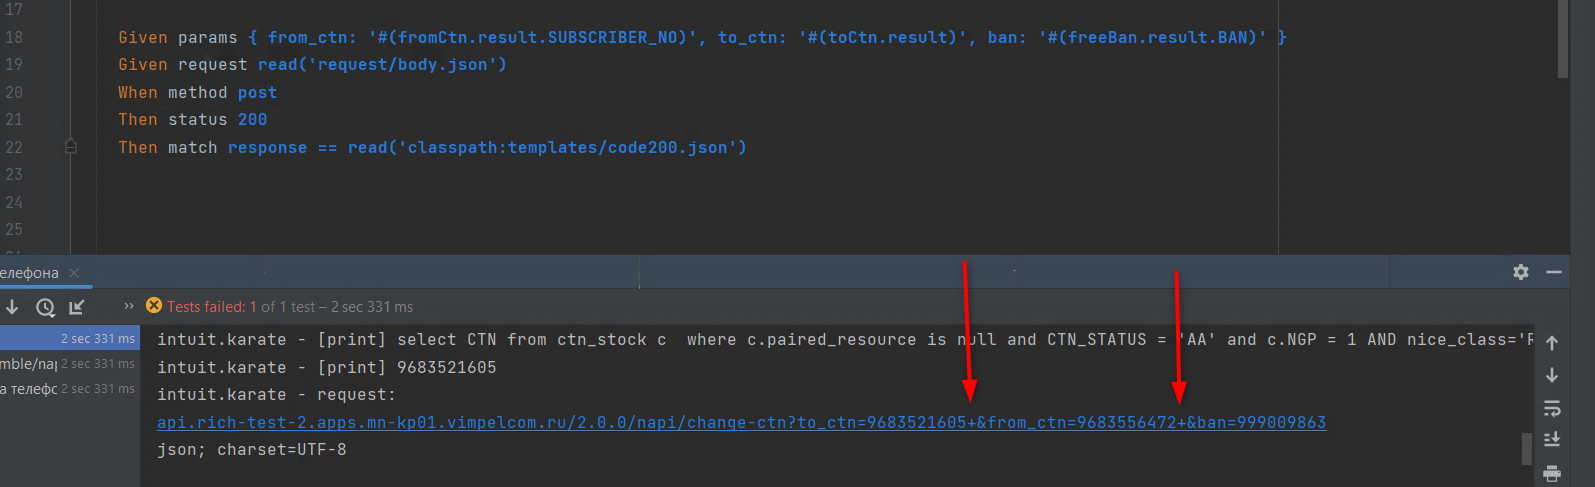 17
18 Given params { from_ctn: '#(fromCtn.result.SUBSCRIBER_NO)', to_ctn: '#(toCtn.result)', ban: '#(freeBan.result.BAN)' }
19 Given request read('request/body.json')
20 When method post
21 Then status 200
22 Then match response == read('classpath:templates/code200.json')
23
24
25
елефона
Tests failed: 1 of 1 test – 2 sec 331 ms
2 sec 331 ms
mble/nap 2 sec 331 ms
а телефо 2 sec 331 ms
intuit.karate - [print] select CTN from ctn_stock c  where c.paired_resource is null and CTN_STATUS = 'AA' and c.NGP = 1 AND nice_class='R
intuit.karate - [print] 9683521605
intuit.karate - request:
api.rich-test-2.apps.mn-kp01.vimpelcom.ru/2.0.0/napi/change-ctn?to_ctn=9683521605+&from_ctn=9683556472+&ban=999009863
json; charset=UTF-8